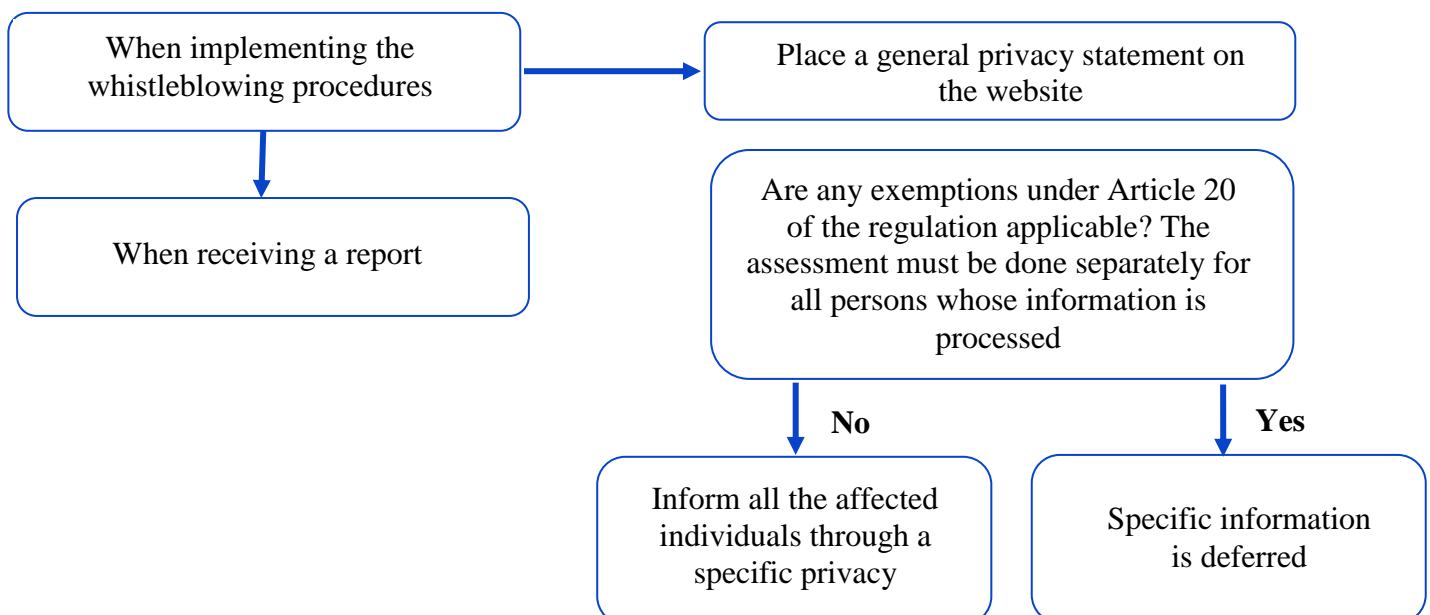 When implementing the
whistleblowing procedures
Place a general privacy statement on
the website
When receiving a report
Are any exemptions under Article 20
of the regulation applicable? The
assessment must be done separately for
all persons whose information is
processed
No
Yes
Inform all the affected
individuals through a
specific privacy
Specific information
is deferred